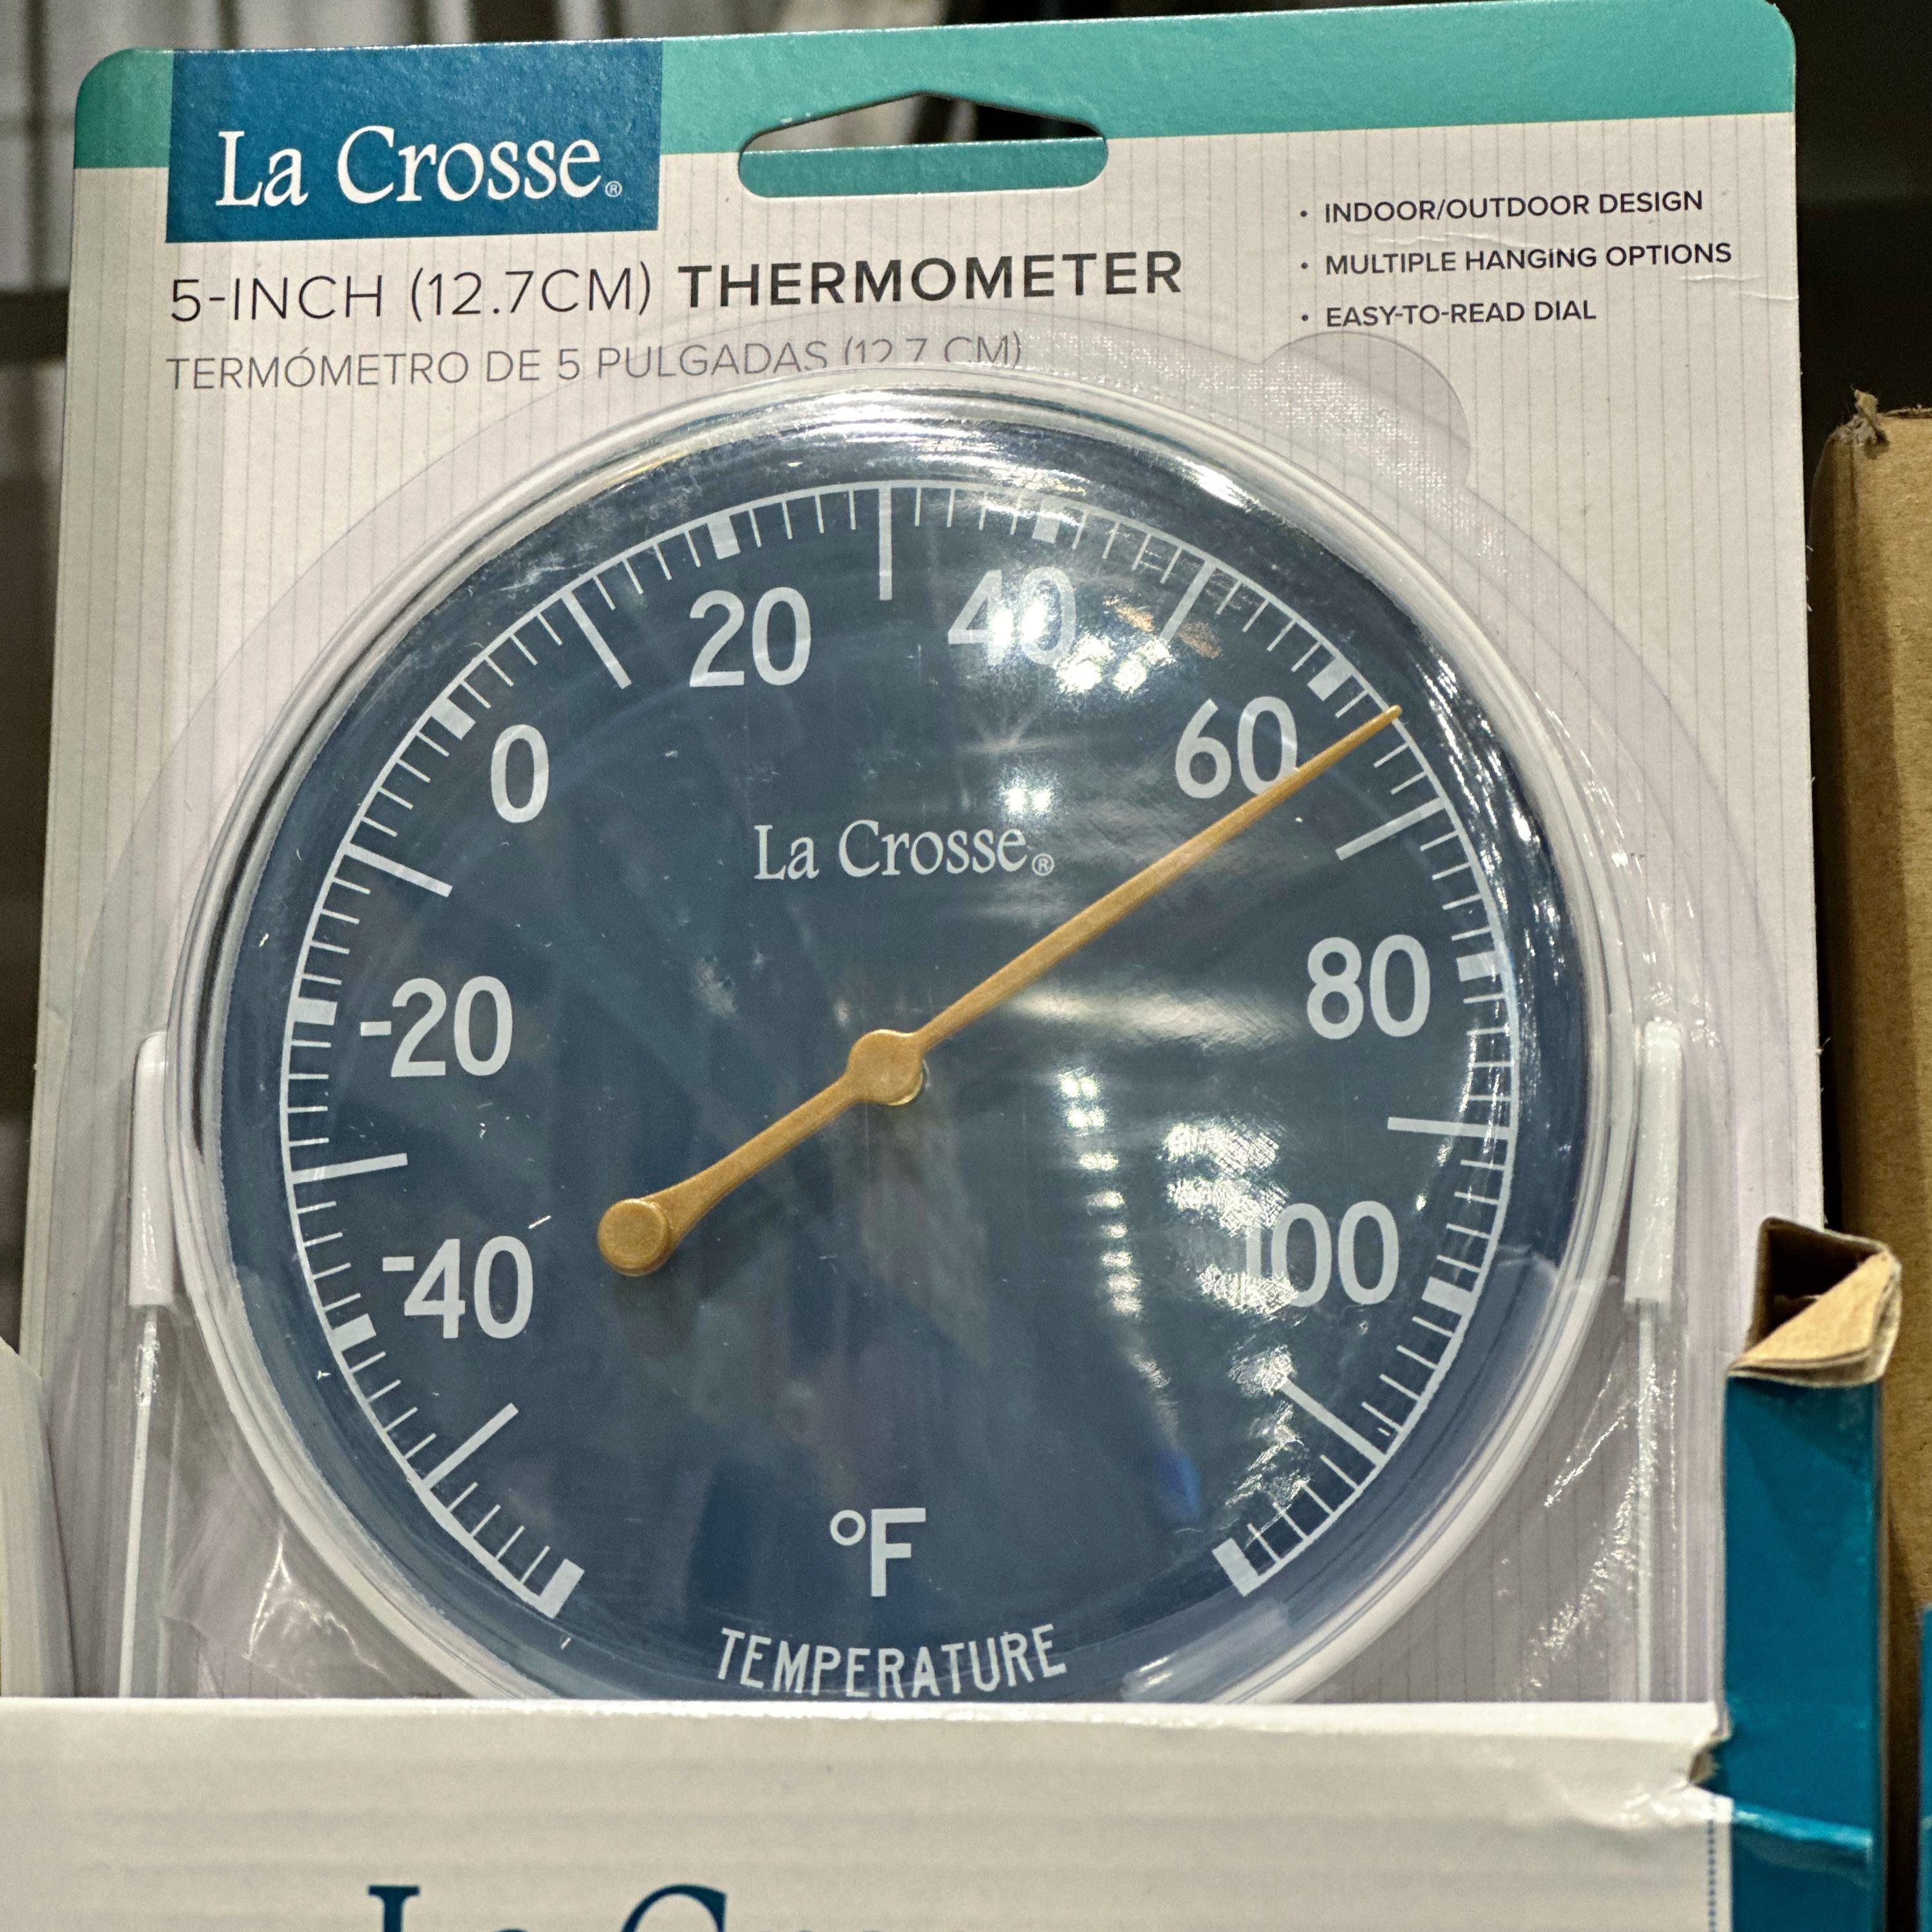 La Crosse®
5-INCH (12.7CM) THERMOMETER
TERMÓMETRO DE 5 PULGADAS (12.7 CM)
• INDOOR/OUTDOOR DESIGN
• MULTIPLE HANGING OPTIONS
• EASY-TO-READ DIAL
-40
-20
0
20
40
60
80
100
La Crosse®
°F
TEMPERATURE